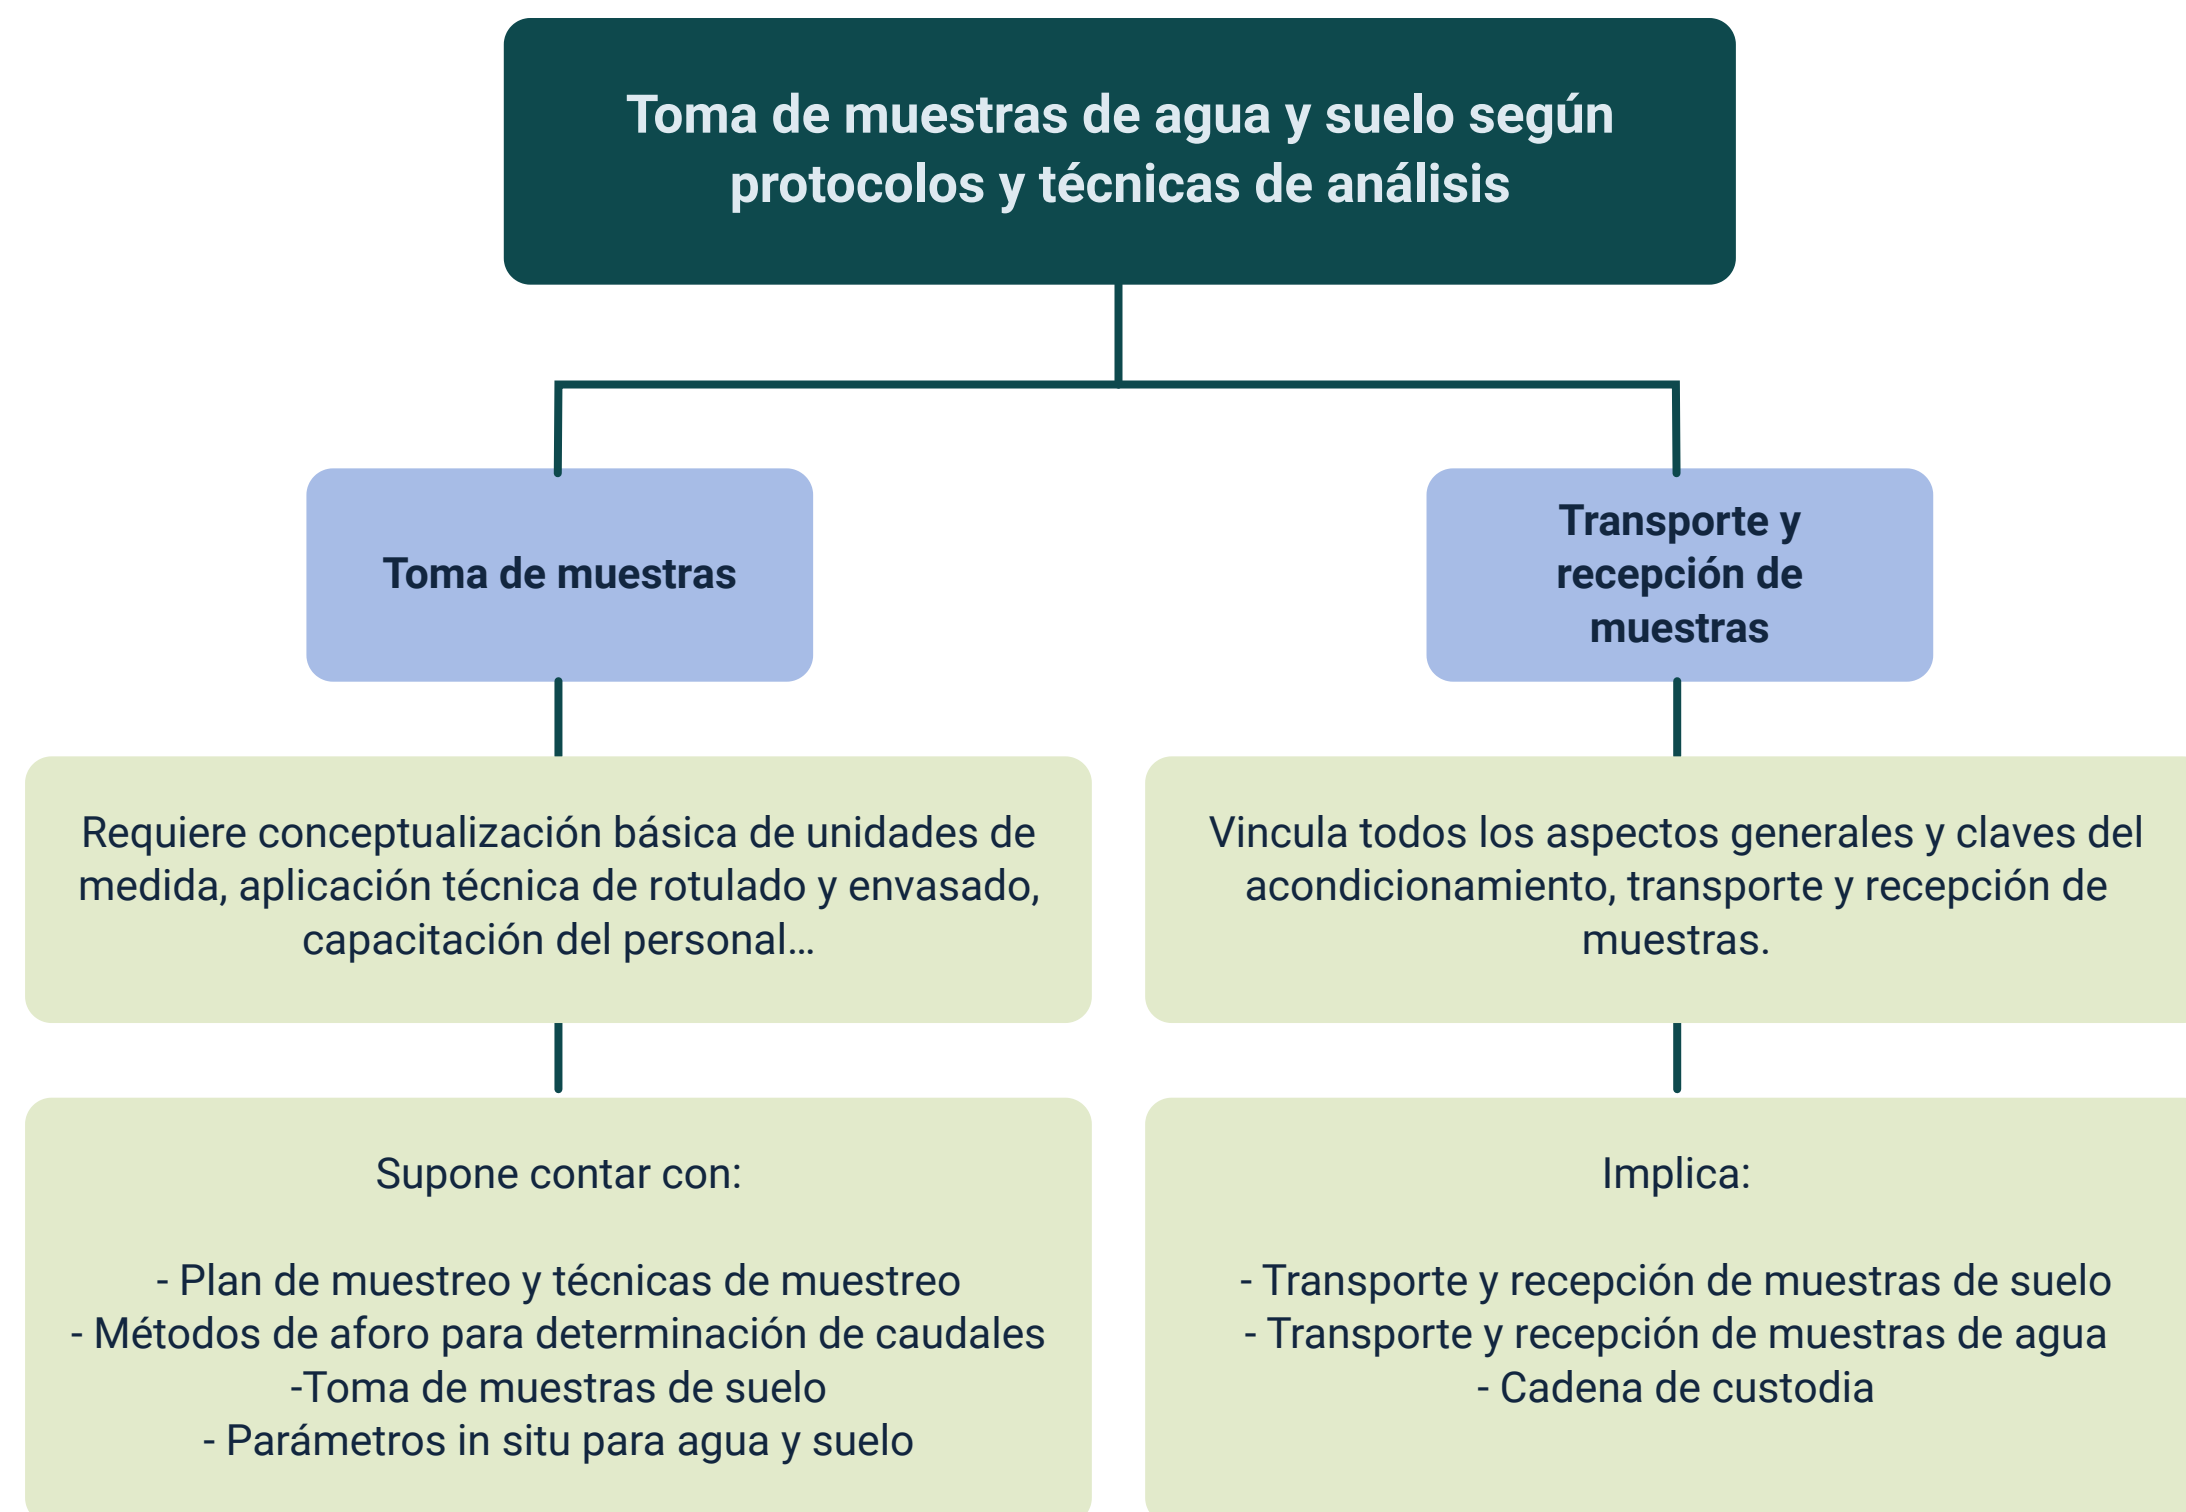 Toma de muestras de agua y suelo según
protocolos y técnicas de análisis
Toma de muestras
Transporte y
recepción de
muestras
Requiere conceptualización básica de unidades de
medida, aplicación técnica de rotulado y envasado,
capacitación del personal...
Vincula todos los aspectos generales y claves del
acondicionamiento, transporte y recepción de
muestras.
Supone contar con:
- Plan de muestreo y técnicas de muestreo
- Métodos de aforo para determinación de caudales
-Toma de muestras de suelo
- Parámetros in situ para agua y suelo
Implica:
- Transporte y recepción de muestras de suelo
- Transporte y recepción de muestras de agua
- Cadena de custodia